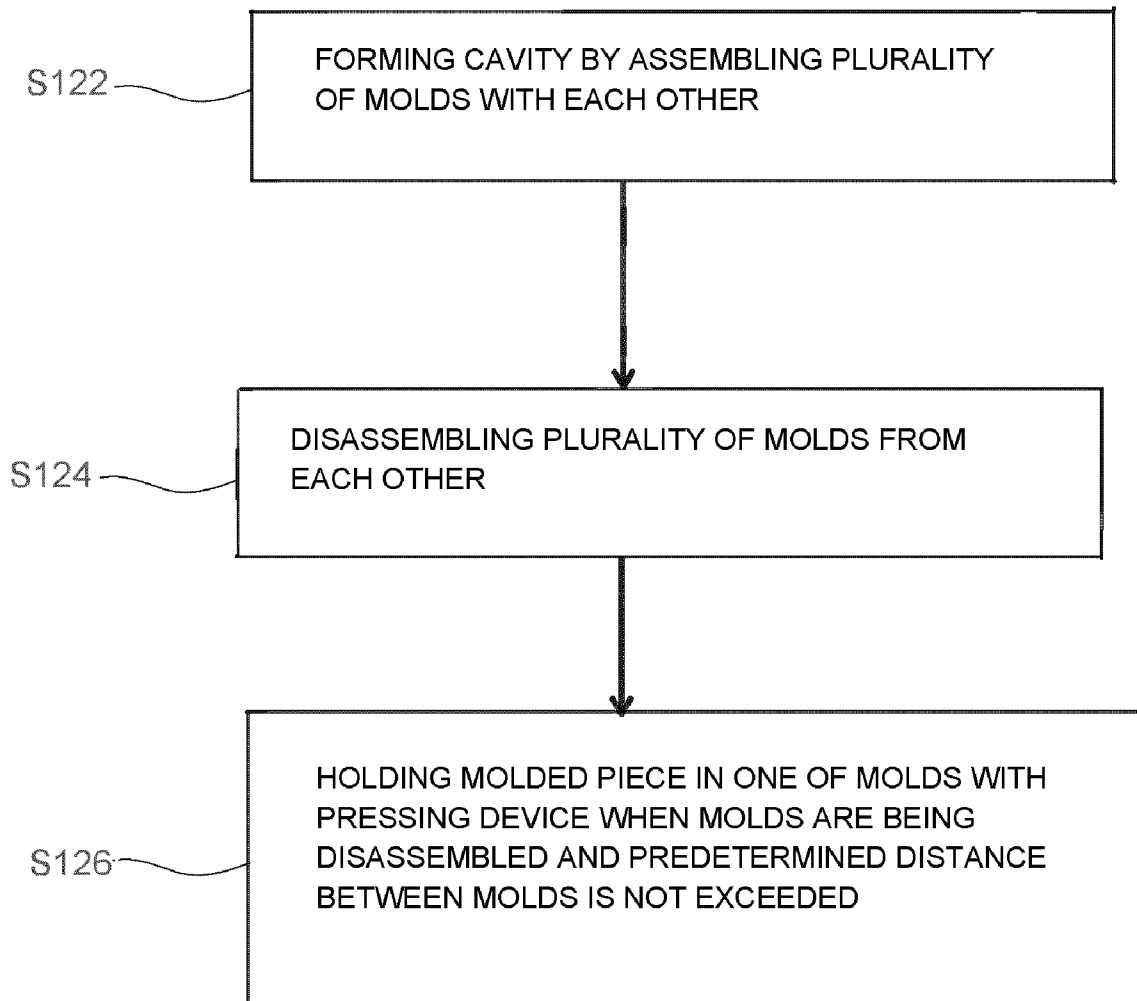 S122
FORMING CAVITY BY ASSEMBLING PLURALITY
OF MOLDS WITH EACH OTHER
S124
DISASSEMBLING PLURALITY OF MOLDS FROM
EACH OTHER
S126
HOLDING MOLDED PIECE IN ONE OF MOLDS WITH
PRESSING DEVICE WHEN MOLDS ARE BEING
DISASSEMBLED AND PREDETERMINED DISTANCE
BETWEEN MOLDS IS NOT EXCEEDED